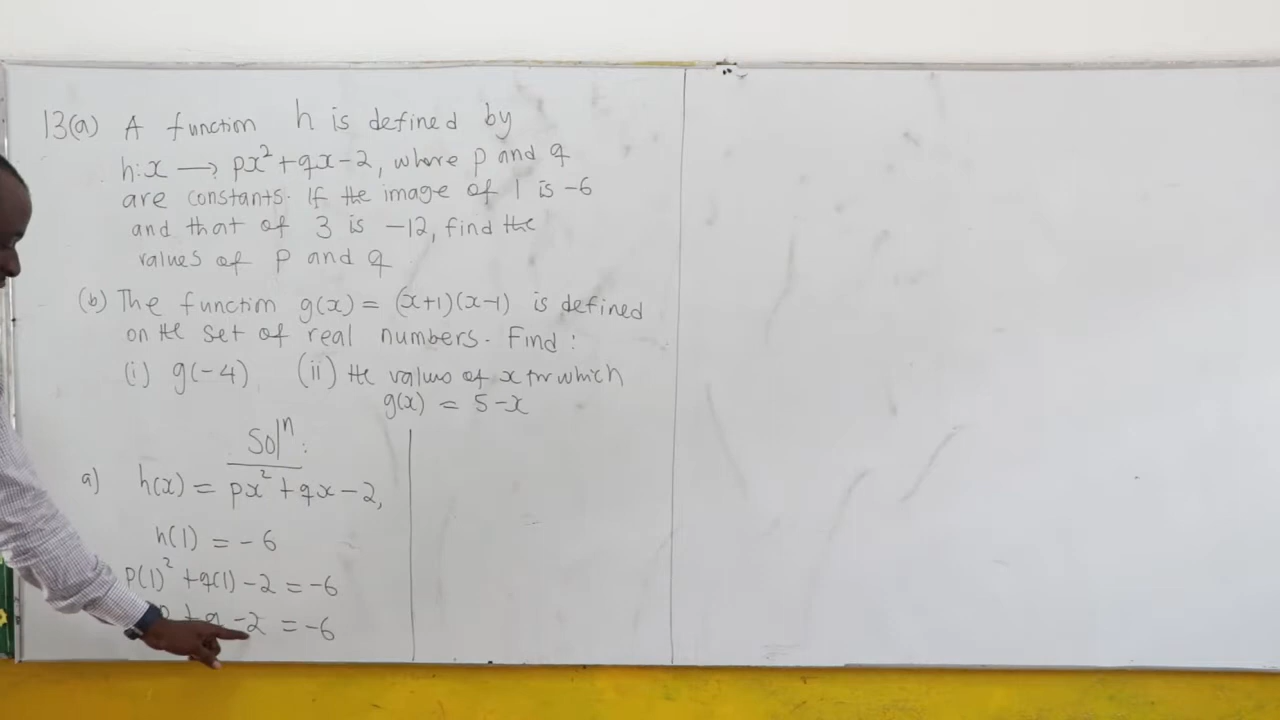 13(a) A function h is defined by
h:x → px²+qx-2, where p and q
are constants. If the image of 1 is -6
and that of 3 is -12, find the
values of p and q
(b) The function g(x) = (x+1)(x-1) is defined
on the set of real numbers. Find:
(i) g(-4) (ii) the values of x for which
g(x) = 5-x
Solⁿ:
a) h(x) = px²+qx-2,
h(1) = -6
p(1)²+q(1)-2 = -6
+q-2 = -6